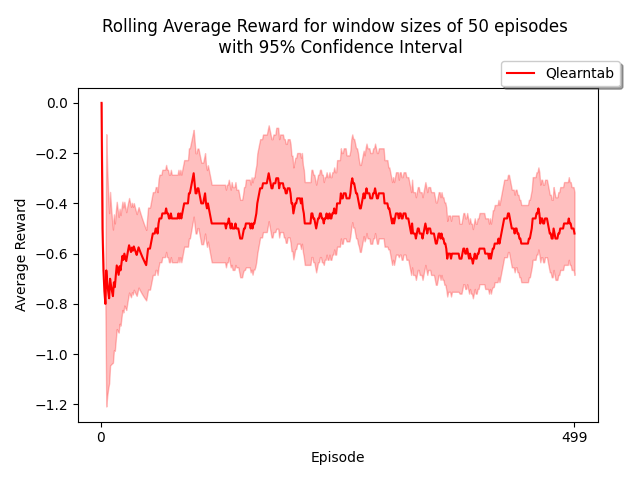 Rolling Average Reward for window sizes of 50 episodes
with 95% Confidence Interval
Qlearntab
0.0
−0.2
−0.4
−0.6
−0.8
−1.0
−1.2
Average Reward
0
499
Episode